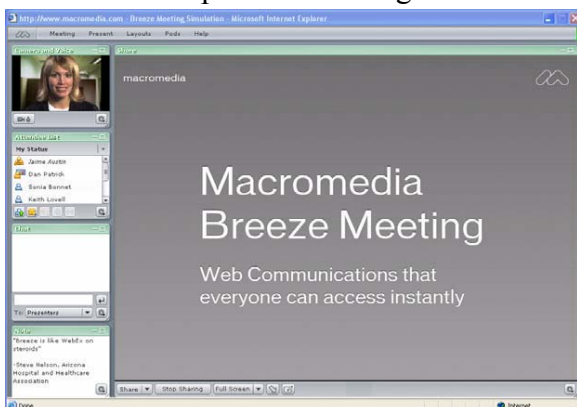 http://www.macromedia.com - Breeze Meeting Simulation - Microsoft Internet Explorer
Meeting Present Layouts Pods Help
Camera and Voice
Share
macromedia
Attendee List
My Status
Jaime Austin
Dan Patrick
Sonia Bonnet
Keith Lovell
Macromedia
Breeze Meeting
Web Communications that
everyone can access instantly
Chat
To: Presenters
Note
"Breeze is like WebEx on
steroids"
-Steve Nelson, Arizona
Hospital and Healthcare
Association
Share Stop Sharing Full Screen
Done Internet